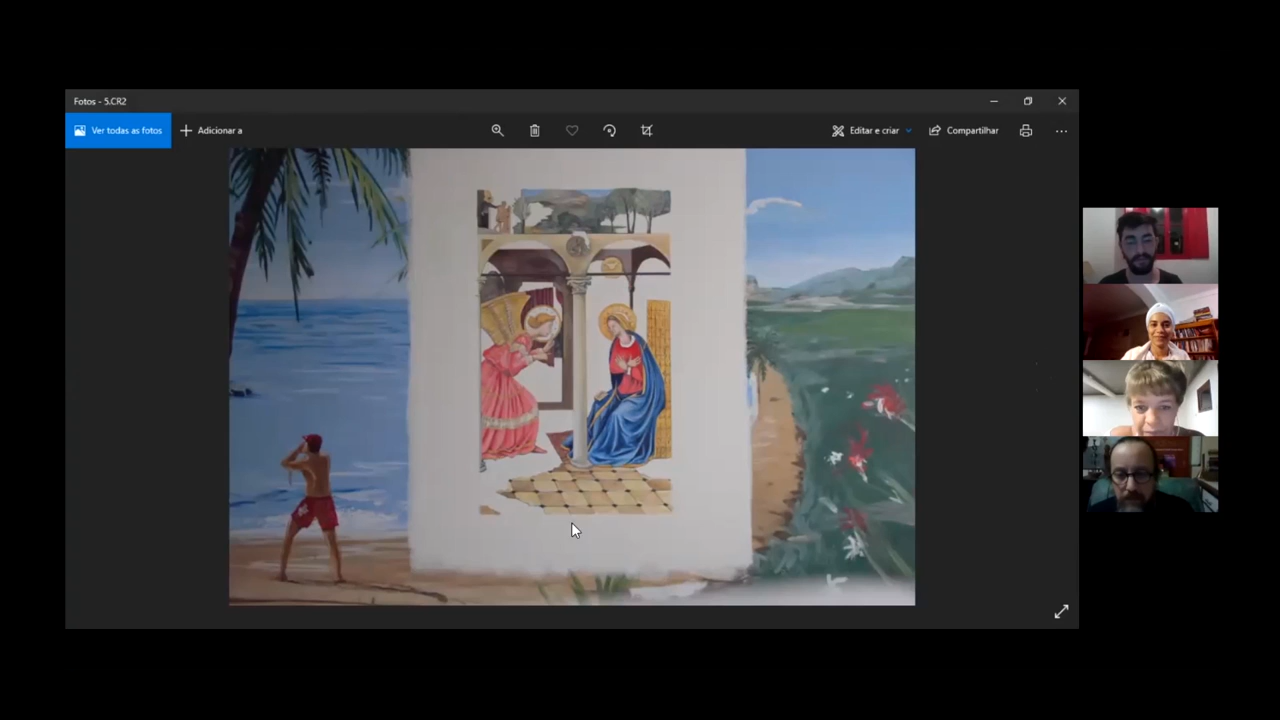 Fotos - 5.CR2
Ver todas as fotos
Adicionar a
Editar e criar
Compartilhar